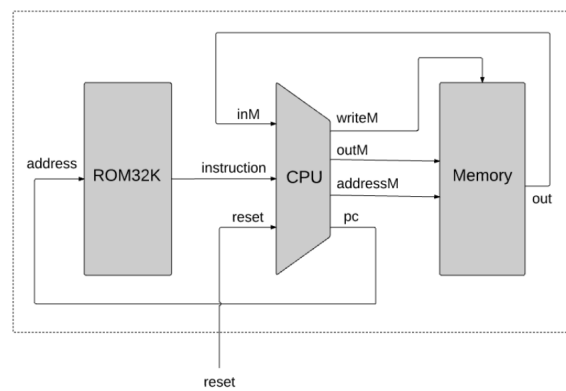 inM
writeM
address
ROM32K
instruction
CPU
outM
addressM
Memory
reset
pc
out
reset